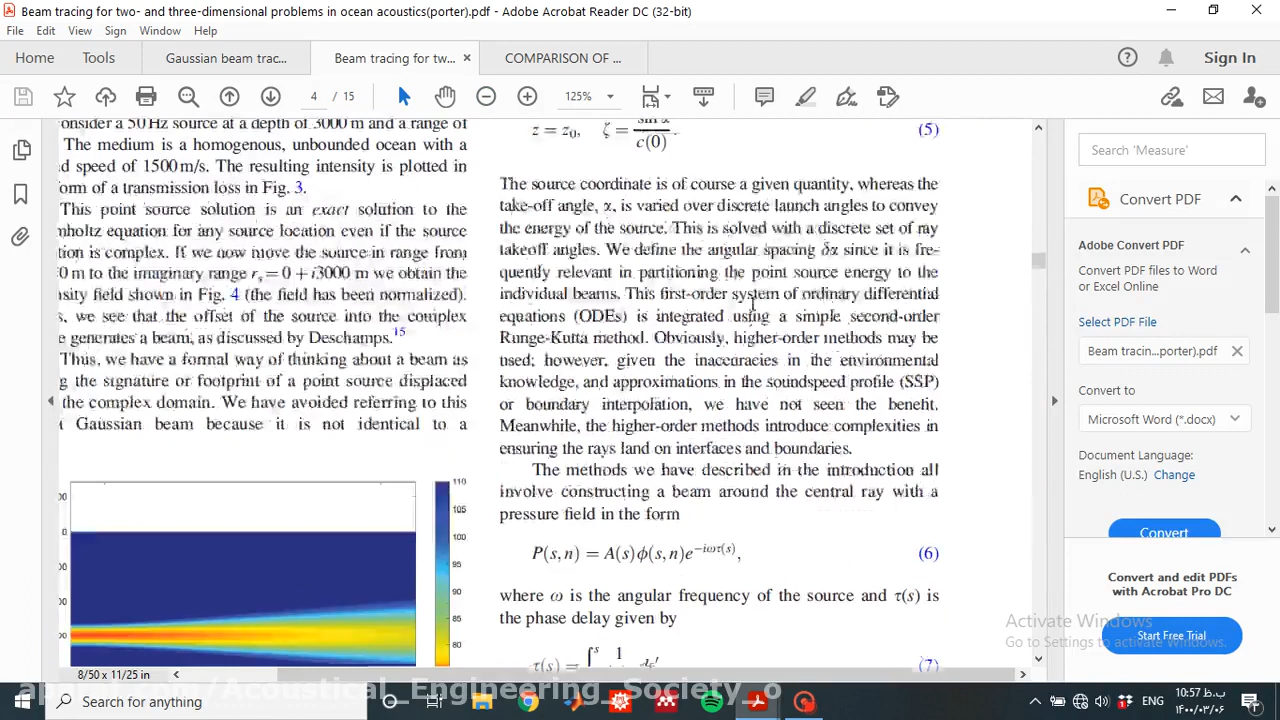 Beam tracing for two- and three-dimensional problems in ocean acoustics(porter).pdf - Adobe Acrobat Reader DC (32-bit)
File Edit View Sign Window Help
Home Tools Gaussian beam trac... Beam tracing for tw... × COMPARISON OF ... Sign In
4 / 15 125%
onsider a 50 Hz source at a depth of 3000 m and a range of
The medium is a homogenous, unbounded ocean with a
d speed of 1500 m/s. The resulting intensity is plotted in
orm of a transmission loss in Fig. 3.
This point source solution is an exact solution to the
mholtz equation for any source location even if the source
tion is complex. If we now move the source in range from
0 m to the imaginary range r_s = 0 + i3000 m we obtain the
nsity field shown in Fig. 4 (the field has been normalized).
s, we see that the offset of the source into the complex
e generates a beam, as discussed by Deschamps.15
Thus, we have a formal way of thinking about a beam as
g the signature or footprint of a point source displaced
the complex domain. We have avoided referring to this
Gaussian beam because it is not identical to a
110
105
100
95
90
85
80
00
0
00
00
8/50 x 11/25 in
sin α
z = z₀, ζ = c(0) (5)
The source coordinate is of course a given quantity, whereas the
take-off angle, α, is varied over discrete launch angles to convey
the energy of the source. This is solved with a discrete set of ray
takeoff angles. We define the angular spacing δα since it is fre-
quently relevant in partitioning the point source energy to the
individual beams. This first-order system of ordinary differential
equations (ODEs) is integrated using a simple second-order
Range-Kutta method. Obviously, higher-order methods may be
used; however, given the inaccuracies in the environmental
knowledge, and approximations in the soundspeed profile (SSP)
or boundary interpolation, we have not seen the benefit.
Meanwhile, the higher-order methods introduce complexities in
ensuring the rays land on interfaces and boundaries.
The methods we have described in the introduction all
involve constructing a beam around the central ray with a
pressure field in the form
P(s, n) = A(s)ϕ(s, n)e^{−iωτ(s)}, (6)
where ω is the angular frequency of the source and τ(s) is
the phase delay given by
τ(s) = ∫ˢ 1 (7)
Search 'Measure'
Convert PDF
Adobe Convert PDF
Convert PDF files to Word
or Excel Online
Select PDF File
Beam tracin...porter).pdf ×
Convert to
Microsoft Word (*.docx)
Document Language:
English (U.S.) Change
Convert
Convert and edit PDFs
with Acrobat Pro DC
Start Free Trial
Activate Windows
Go to Settings to activate Windows.
Acoustical_Engineering_Society_o
Search for anything
ENG
۱۰:۵۷ ب.ظ
۱۴۰۰/۰۳/۰۶